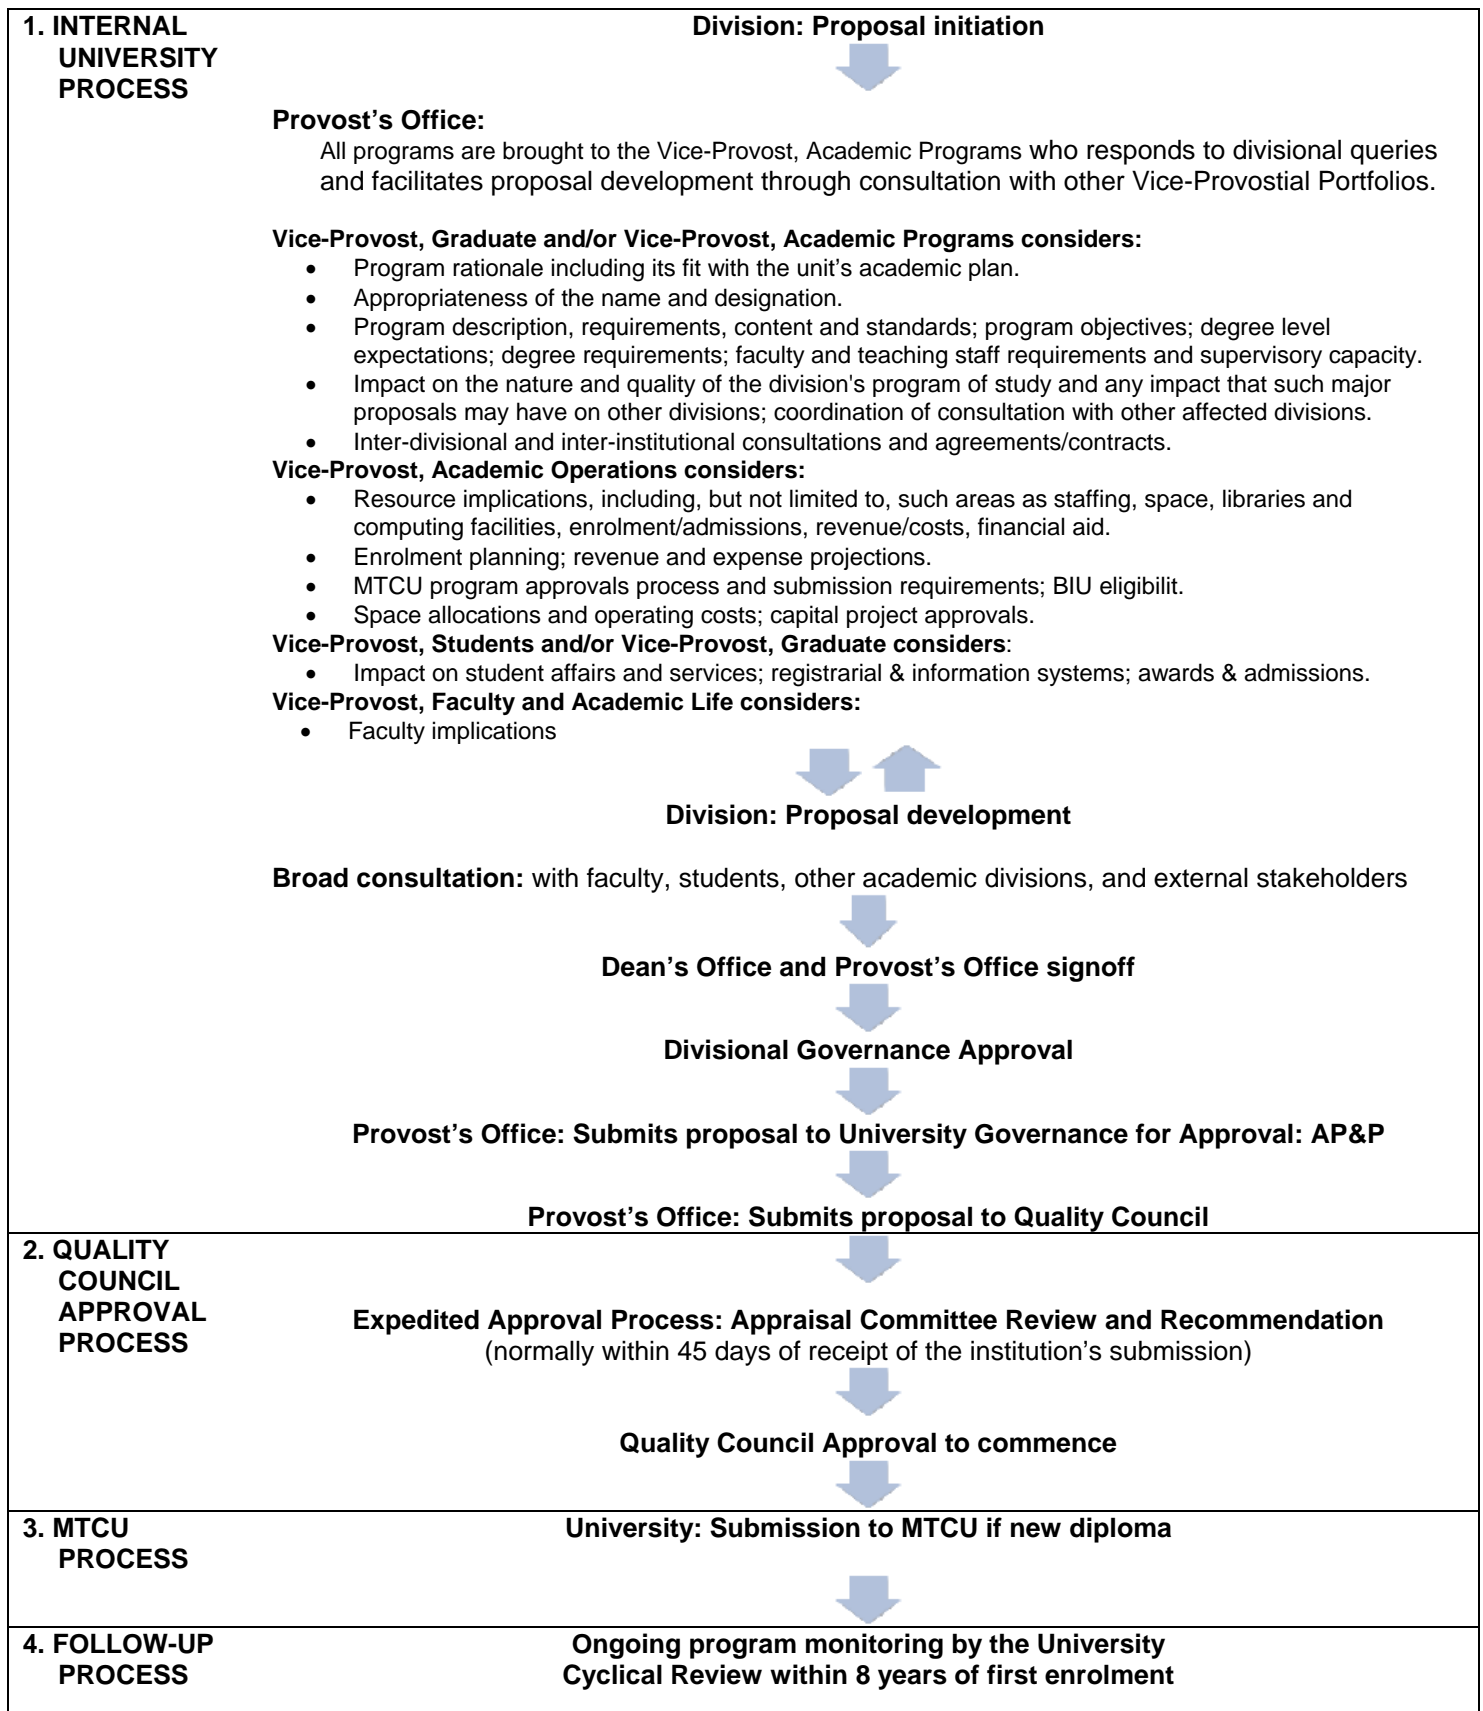 1. INTERNAL
UNIVERSITY
PROCESS
Division: Proposal initiation
Provost’s Office:
All programs are brought to the Vice-Provost, Academic Programs who responds to divisional queries
and facilitates proposal development through consultation with other Vice-Provostial Portfolios.
Vice-Provost, Graduate and/or Vice-Provost, Academic Programs considers:
• Program rationale including its fit with the unit’s academic plan.
• Appropriateness of the name and designation.
• Program description, requirements, content and standards; program objectives; degree level
expectations; degree requirements; faculty and teaching staff requirements and supervisory capacity.
• Impact on the nature and quality of the division's program of study and any impact that such major
proposals may have on other divisions; coordination of consultation with other affected divisions.
• Inter-divisional and inter-institutional consultations and agreements/contracts.
Vice-Provost, Academic Operations considers:
• Resource implications, including, but not limited to, such areas as staffing, space, libraries and
computing facilities, enrolment/admissions, revenue/costs, financial aid.
• Enrolment planning; revenue and expense projections.
• MTCU program approvals process and submission requirements; BIU eligibilit.
• Space allocations and operating costs; capital project approvals.
Vice-Provost, Students and/or Vice-Provost, Graduate considers:
• Impact on student affairs and services; registrarial & information systems; awards & admissions.
Vice-Provost, Faculty and Academic Life considers:
• Faculty implications
Division: Proposal development
Broad consultation: with faculty, students, other academic divisions, and external stakeholders
Dean’s Office and Provost’s Office signoff
Divisional Governance Approval
Provost’s Office: Submits proposal to University Governance for Approval: AP&P
Provost’s Office: Submits proposal to Quality Council
2. QUALITY
COUNCIL
APPROVAL
PROCESS
Expedited Approval Process: Appraisal Committee Review and Recommendation
(normally within 45 days of receipt of the institution’s submission)
Quality Council Approval to commence
3. MTCU
PROCESS
University: Submission to MTCU if new diploma
4. FOLLOW-UP
PROCESS
Ongoing program monitoring by the University
Cyclical Review within 8 years of first enrolment